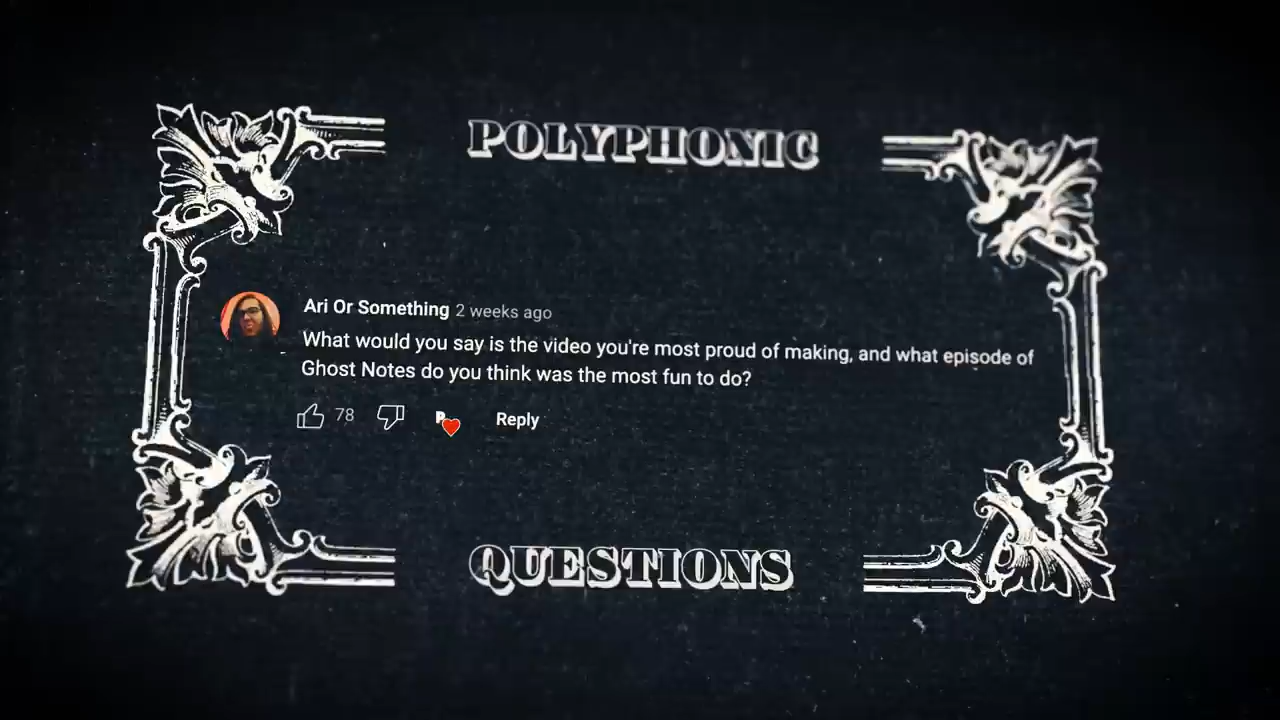 POLYPHONIC
Ari Or Something 2 weeks ago
What would you say is the video you're most proud of making, and what episode of
Ghost Notes do you think was the most fun to do?
78 Reply
QUESTIONS